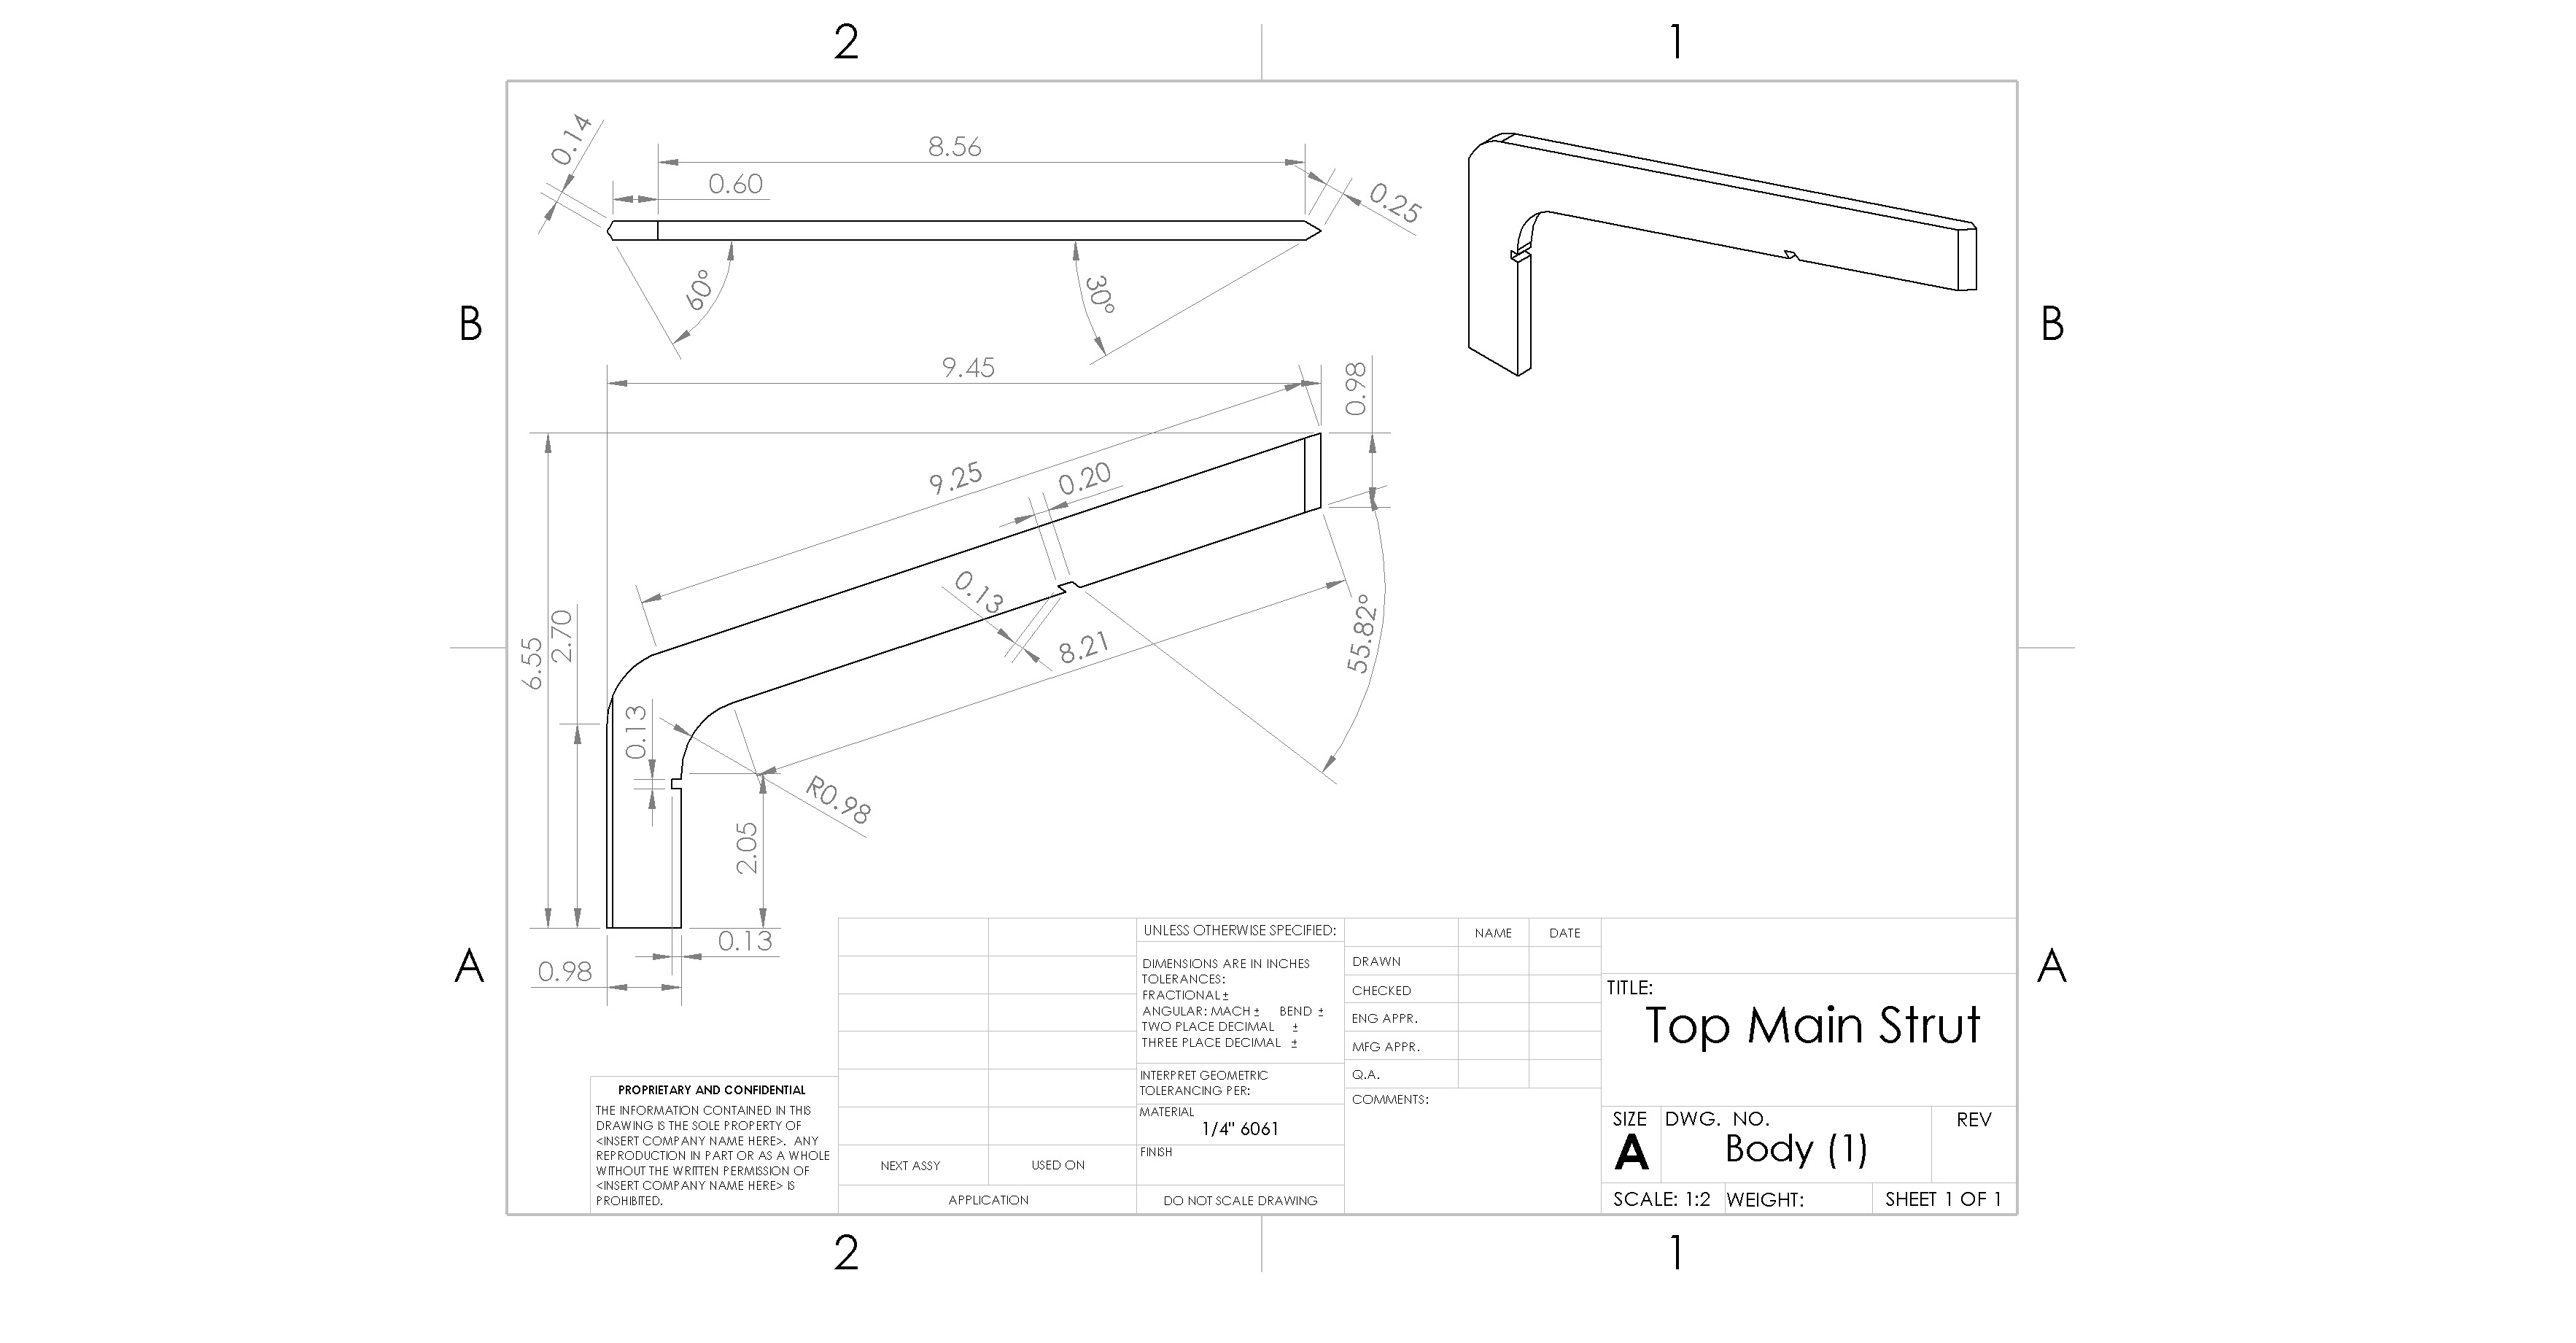 2
1
0.14
8.56
0.60
0.25
60°
30°
B
B
9.45
0.98
9.25
0.20
0.13
8.21
55.82°
6.55
2.70
0.13
R0.98
2.05
0.13
0.98
A
A
UNLESS OTHERWISE SPECIFIED:
DIMENSIONS ARE IN INCHES
TOLERANCES:
FRACTIONAL±
ANGULAR: MACH± BEND ±
TWO PLACE DECIMAL ±
THREE PLACE DECIMAL ±
INTERPRET GEOMETRIC
TOLERANCING PER:
MATERIAL
1/4" 6061
FINISH
DO NOT SCALE DRAWING
NAME DATE
DRAWN
CHECKED
ENG APPR.
MFG APPR.
Q.A.
COMMENTS:
TITLE:
Top Main Strut
SIZE DWG. NO. REV
A Body (1)
SCALE: 1:2 WEIGHT: SHEET 1 OF 1
PROPRIETARY AND CONFIDENTIAL
THE INFORMATION CONTAINED IN THIS
DRAWING IS THE SOLE PROPERTY OF
<INSERT COMPANY NAME HERE>. ANY
REPRODUCTION IN PART OR AS A WHOLE
WITHOUT THE WRITTEN PERMISSION OF
<INSERT COMPANY NAME HERE> IS
PROHIBITED.
NEXT ASSY USED ON
APPLICATION
2
1